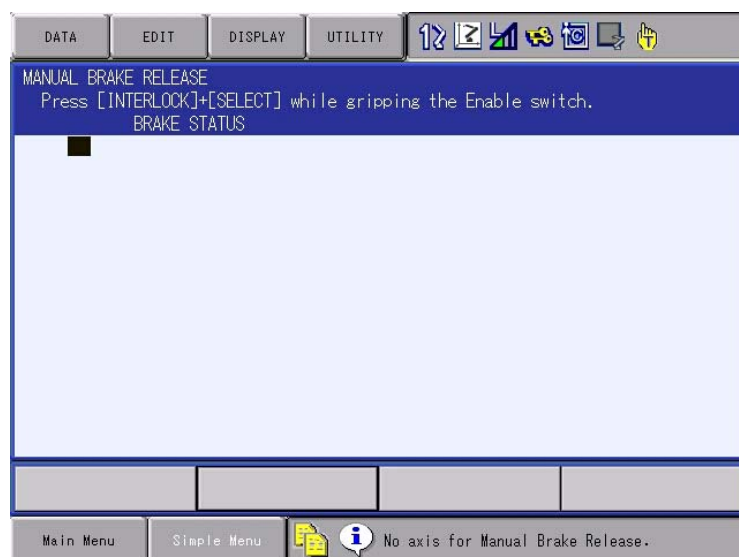 DATA EDIT DISPLAY UTILITY
MANUAL BRAKE RELEASE
Press [INTERLOCK]+[SELECT] while gripping the Enable switch.
BRAKE STATUS
Main Menu Simple Menu No axis for Manual Brake Release.